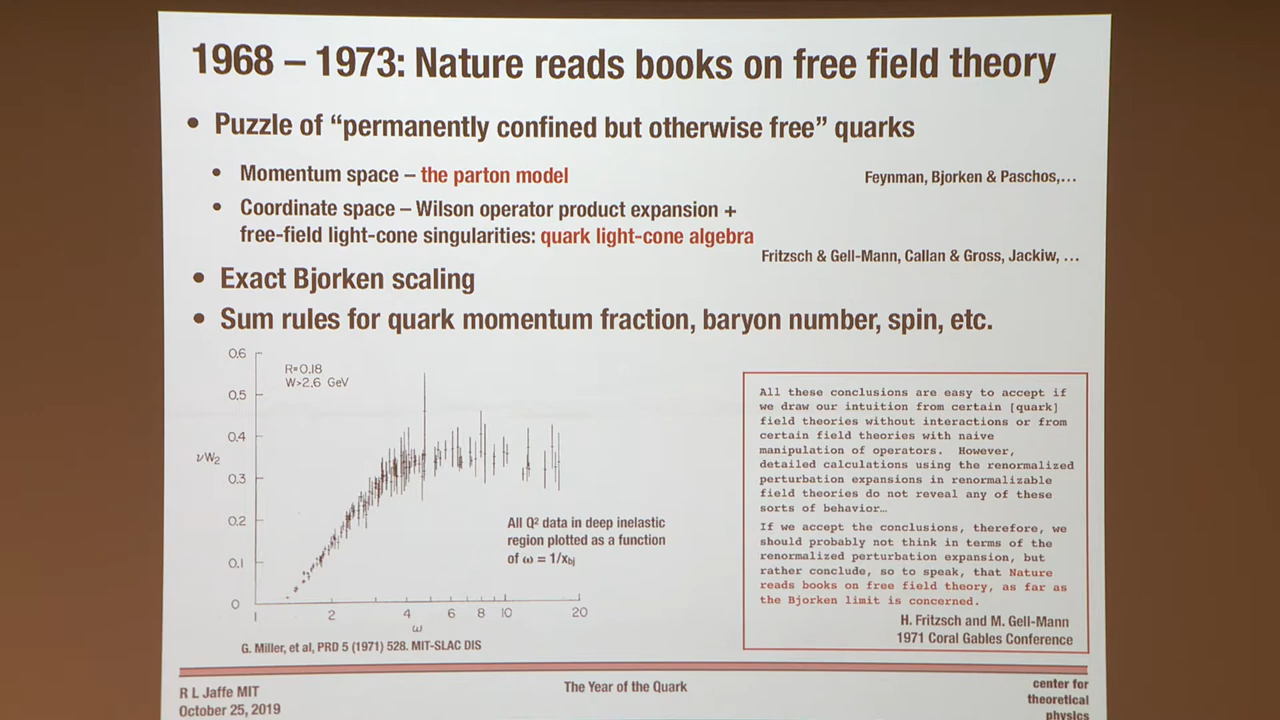 1968 – 1973: Nature reads books on free field theory
• Puzzle of “permanently confined but otherwise free” quarks
• Momentum space – the parton model
Feynman, Bjorken & Paschos,...
• Coordinate space – Wilson operator product expansion +
free-field light-cone singularities: quark light-cone algebra
Fritzsch & Gell-Mann, Callan & Gross, Jackiw, ...
• Exact Bjorken scaling
• Sum rules for quark momentum fraction, baryon number, spin, etc.
0.6
R=0.18
W>2.6 GeV
0.5
0.4
νW₂
0.3
0.2
0.1
0
All Q² data in deep inelastic
region plotted as a function
of ω = 1/xbj
1 2 4 6 8 10 20
ω
G. Miller, et al, PRD 5 (1971) 528. MIT-SLAC DIS
All these conclusions are easy to accept if
we draw our intuition from certain [quark]
field theories without interactions or from
certain field theories with naive
manipulation of operators. However,
detailed calculations using the renormalized
perturbation expansions in renormalizable
field theories do not reveal any of these
sorts of behavior…
If we accept the conclusions, therefore, we
should probably not think in terms of the
renormalized perturbation expansion, but
rather conclude, so to speak, that Nature
reads books on free field theory, as far as
the Bjorken limit is concerned.
H. Fritzsch and M. Gell-Mann
1971 Coral Gables Conference
R L Jaffe MIT
October 25, 2019
The Year of the Quark
center for
theoretical
physics